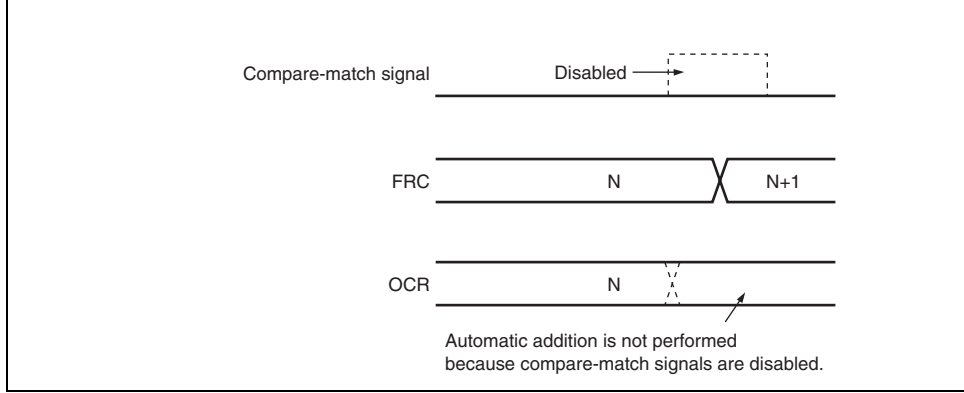 Compare-match signal
Disabled
FRC
N
N+1
OCR
N
Automatic addition is not performed
because compare-match signals are disabled.